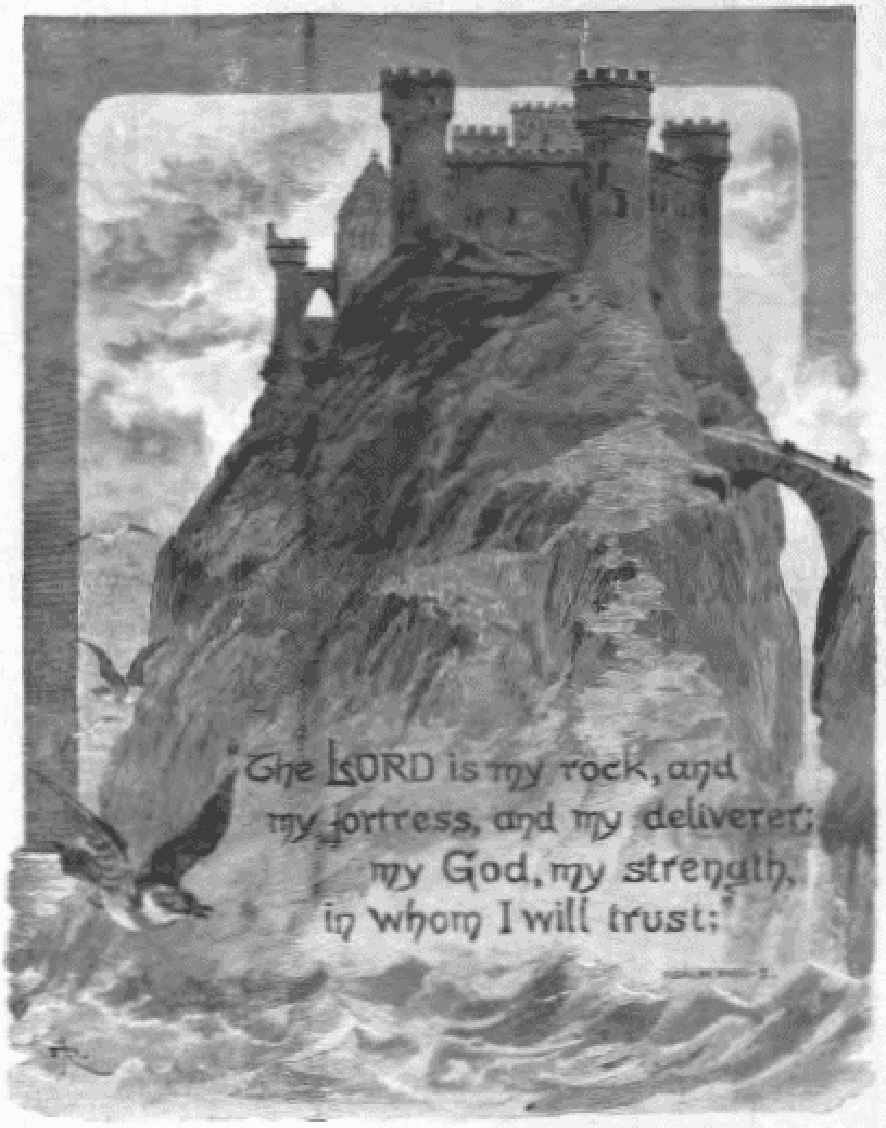 "The LORD is my rock, and
my fortress, and my deliverer;
my God, my strength,
in whom I will trust;"